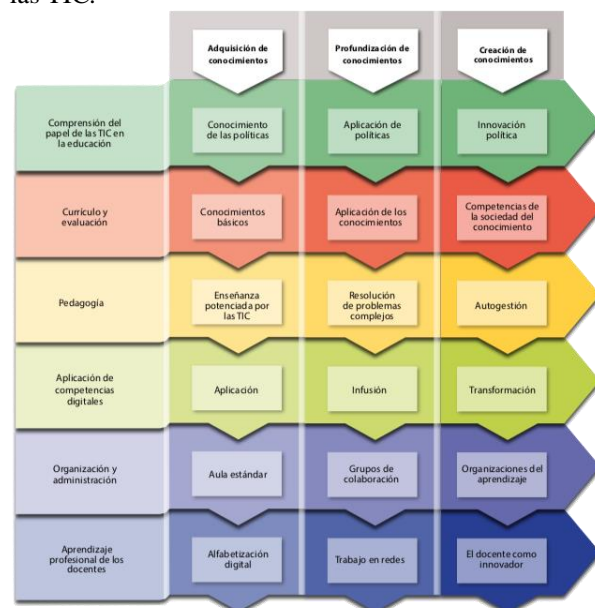 las TIC.
Adquisición de
conocimientos
Profundización de
conocimientos
Creación de
conocimientos
Comprensión del
papel de las TIC en
la educación
Conocimiento
de las políticas
Aplicación de
políticas
Innovación
política
Currículo y
evaluación
Conocimientos
básicos
Aplicación de los
conocimientos
Competencias de
la sociedad del
conocimiento
Pedagogía
Enseñanza
potenciada por
las TIC
Resolución
de problemas
complejos
Autogestión
Aplicación de
competencias
digitales
Aplicación
Infusión
Transformación
Organización y
administración
Aula estándar
Grupos de
colaboración
Organizaciones del
aprendizaje
Aprendizaje
profesional de los
docentes
Alfabetización
digital
Trabajo en redes
El docente como
innovador